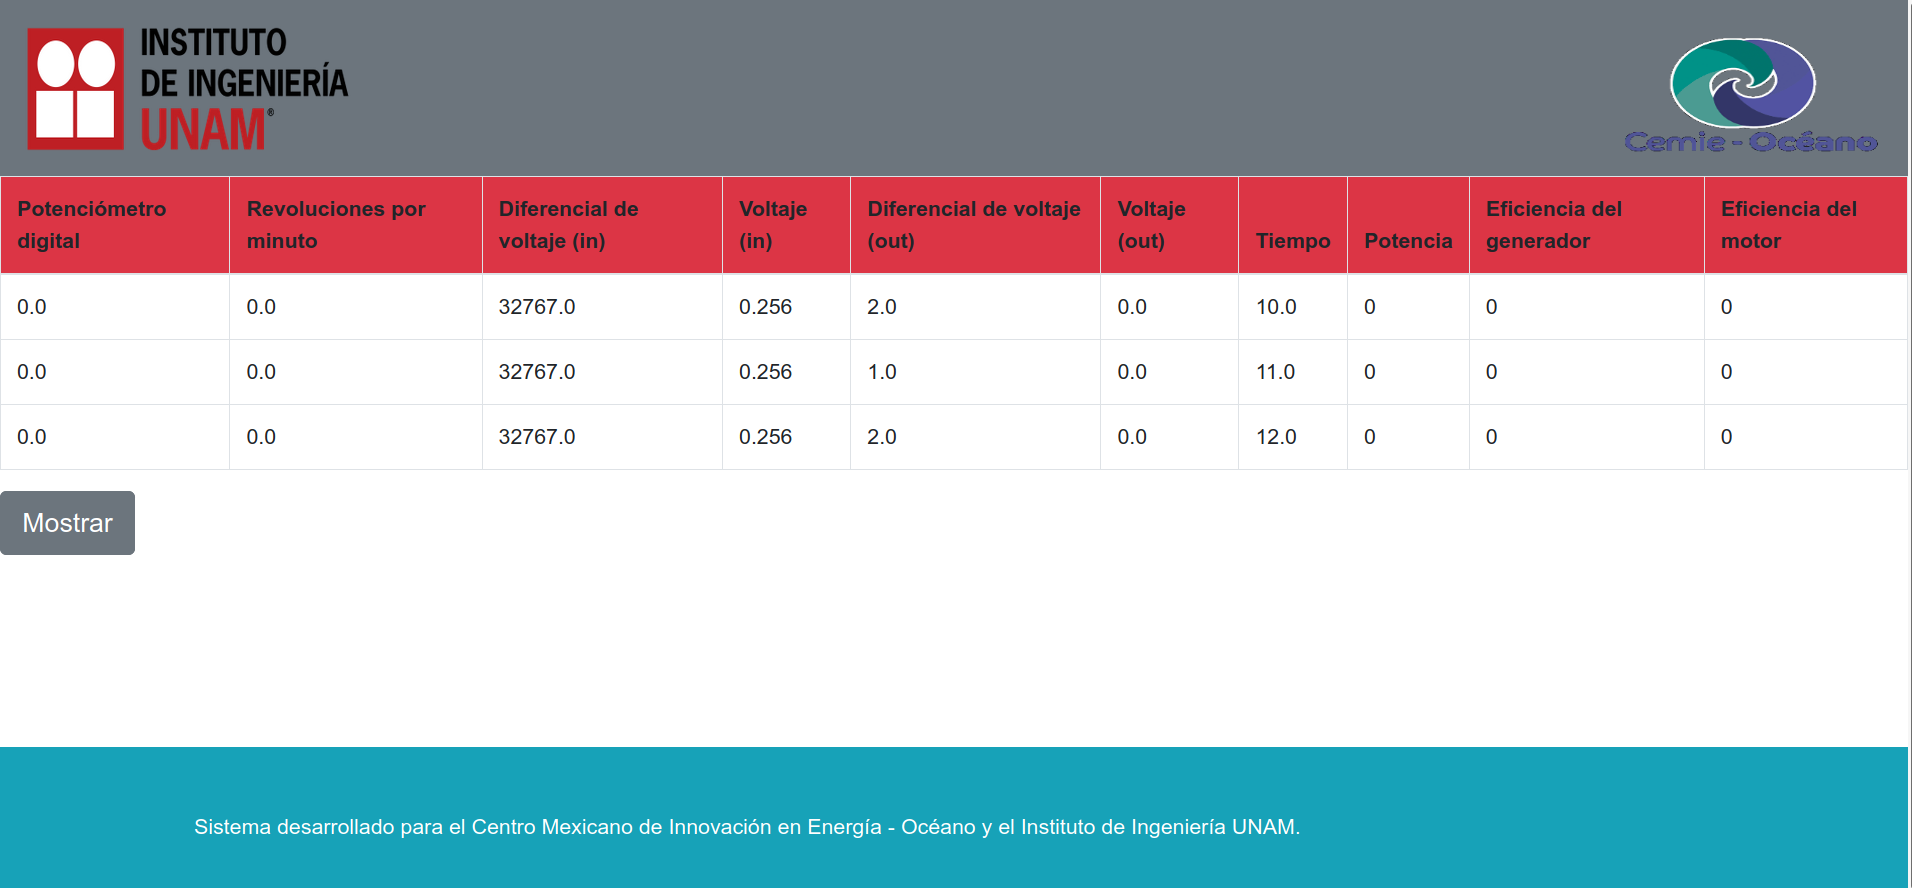 INSTITUTO
DE INGENIERÍA
UNAM®
Cemie - Océano
Potenciómetro digital Revoluciones por minuto Diferencial de voltaje (in) Voltaje (in) Diferencial de voltaje (out) Voltaje (out) Tiempo Potencia Eficiencia del generador Eficiencia del motor
0.0 0.0 32767.0 0.256 2.0 0.0 10.0 0 0 0
0.0 0.0 32767.0 0.256 1.0 0.0 11.0 0 0 0
0.0 0.0 32767.0 0.256 2.0 0.0 12.0 0 0 0
Mostrar
Sistema desarrollado para el Centro Mexicano de Innovación en Energía - Océano y el Instituto de Ingeniería UNAM.